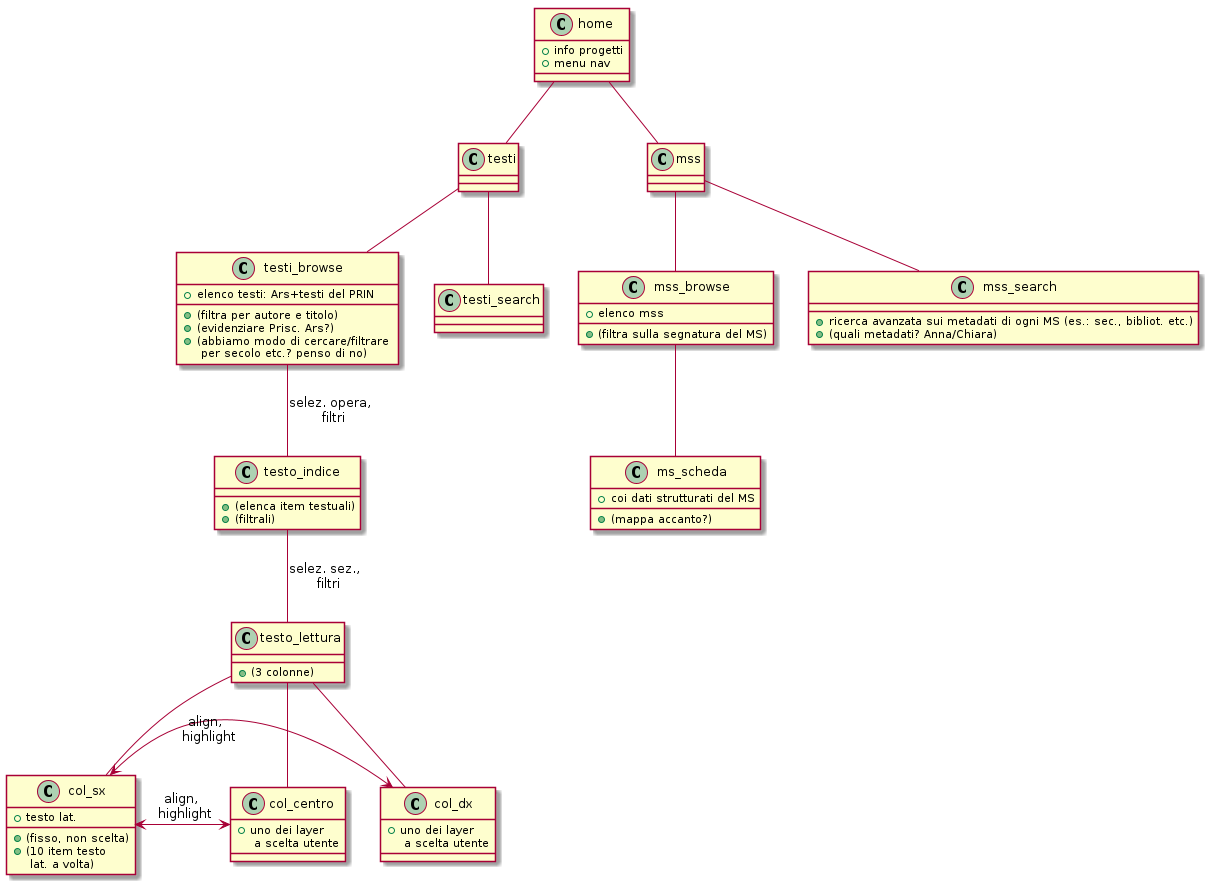 C home
info progetti
menu nav
C testi
C mss
C testi_browse
elenco testi: Ars+testi del PRIN
(filtra per autore e titolo)
(evidenziare Prisc. Ars?)
(abbiamo modo di cercare/filtrare
per secolo etc.? penso di no)
C testi_search
C mss_browse
elenco mss
(filtra sulla segnatura del MS)
C mss_search
ricerca avanzata sui metadati di ogni MS (es.: sec., bibliot. etc.)
(quali metadati? Anna/Chiara)
selez. opera,
filtri
C testo_indice
(elenca item testuali)
(filtrali)
C ms_scheda
coi dati strutturati del MS
(mappa accanto?)
selez. sez.,
filtri
C testo_lettura
(3 colonne)
align,
highlight
C col_sx
testo lat.
(fisso, non scelta)
(10 item testo
lat. a volta)
align,
highlight
C col_centro
uno dei layer
a scelta utente
C col_dx
uno dei layer
a scelta utente